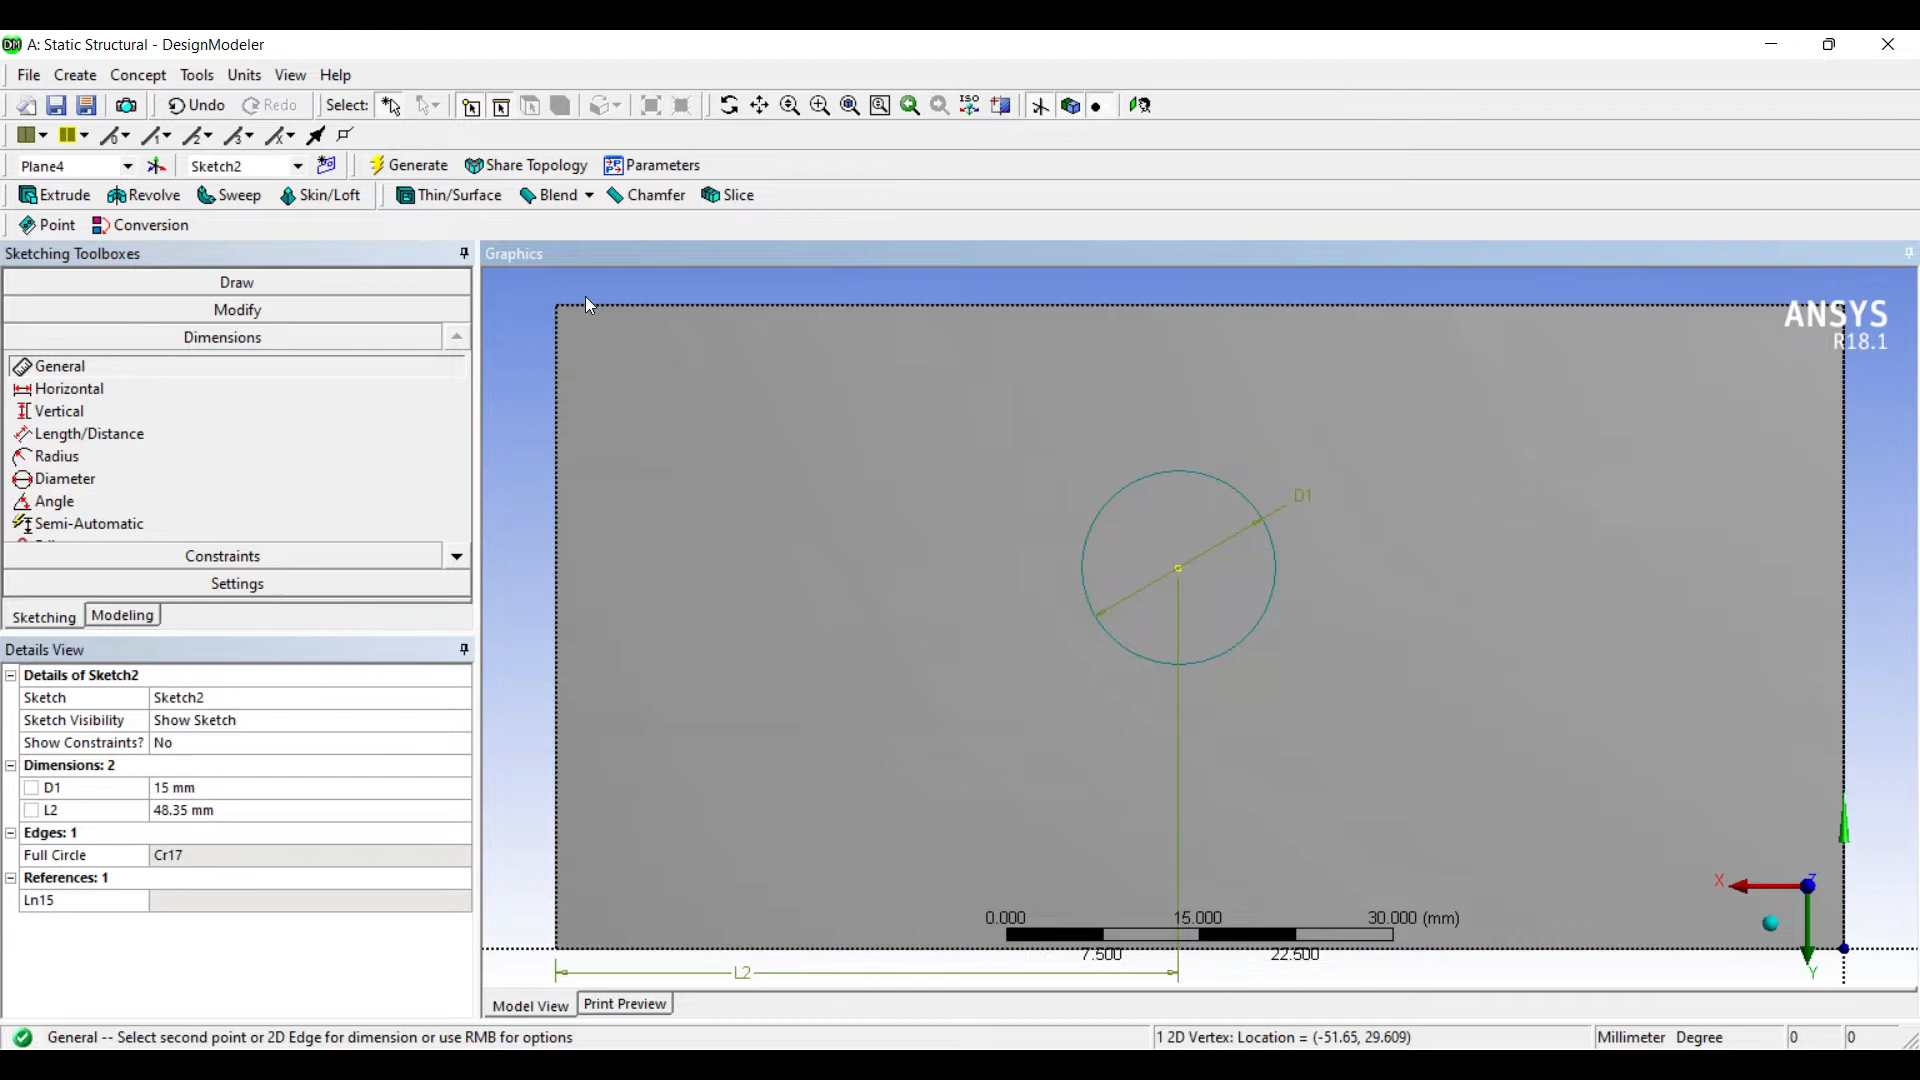 A: Static Structural - DesignModeler
File Create Concept Tools Units View Help
Undo Redo Select: ISO
Plane4 Sketch2 Generate Share Topology Parameters
Extrude Revolve Sweep Skin/Loft Thin/Surface Blend Chamfer Slice
Point Conversion
Sketching Toolboxes
Draw
Modify
Dimensions
General
Horizontal
Vertical
Length/Distance
Radius
Diameter
Angle
Semi-Automatic
Constraints
Settings
Sketching Modeling
Details View
Details of Sketch2
Sketch Sketch2
Sketch Visibility Show Sketch
Show Constraints? No
Dimensions: 2
D1 15 mm
L2 48.35 mm
Edges: 1
Full Circle Cr17
References: 1
Ln15
Graphics
ANSYS
R18.1
D1
0.000 15.000 30.000 (mm)
7.500 22.500
L2
X Z
Y
Model View Print Preview
General -- Select second point or 2D Edge for dimension or use RMB for options 1 2D Vertex: Location = (-51.65, 29.609) Millimeter Degree 0 0